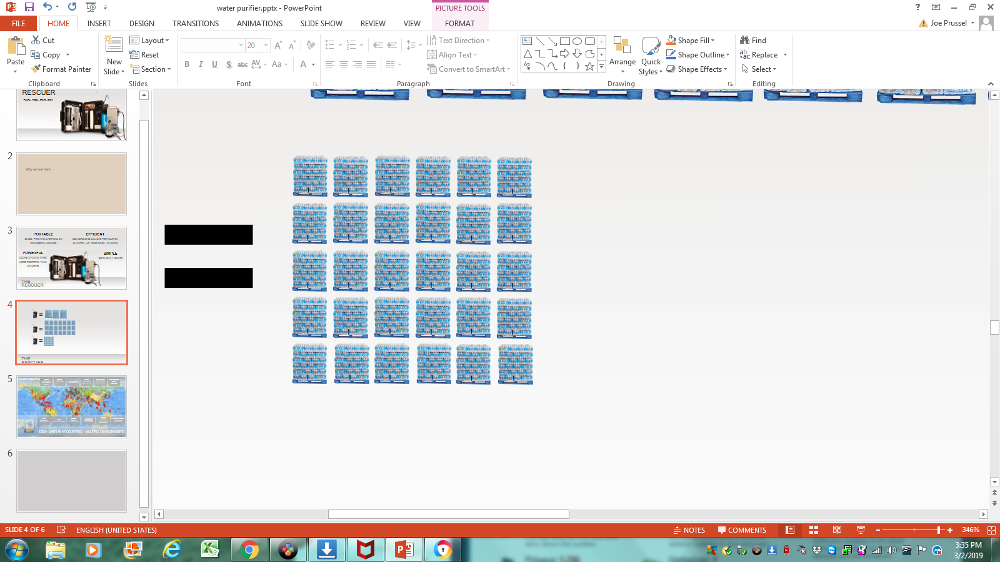 water purifier.pptx - PowerPoint
PICTURE TOOLS
FILE HOME INSERT DESIGN TRANSITIONS ANIMATIONS SLIDE SHOW REVIEW VIEW FORMAT
Joe Prussel
Paste
Cut
Copy
Format Painter
Clipboard
New
Slide
Layout
Reset
Section
Slides
20
B I U S abc AV Aa A
Font
Text Direction
Align Text
Convert to SmartArt
Paragraph
Arrange
Quick
Styles
Shape Fill
Shape Outline
Shape Effects
Drawing
Find
Replace
Select
Editing
RESCUER
2
Why we are here
3
PORTABLE
EFFICIENT
POWERFUL
SIMPLE
THE
RESCUER
4
THE
RESCUER
5
ENVIROMENTS
6
SLIDE 4 OF 6
ENGLISH (UNITED STATES)
NOTES
COMMENTS
346%
3:35 PM
3/2/2019